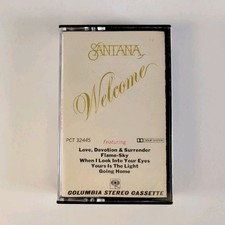 SANTANA
Welcome
PCT 32445
Featuring
Love, Devotion & Surrender
Flame-Sky
When I Look Into Your Eyes
Yours Is The Light
Going Home
COLUMBIA STEREO CASSETTE